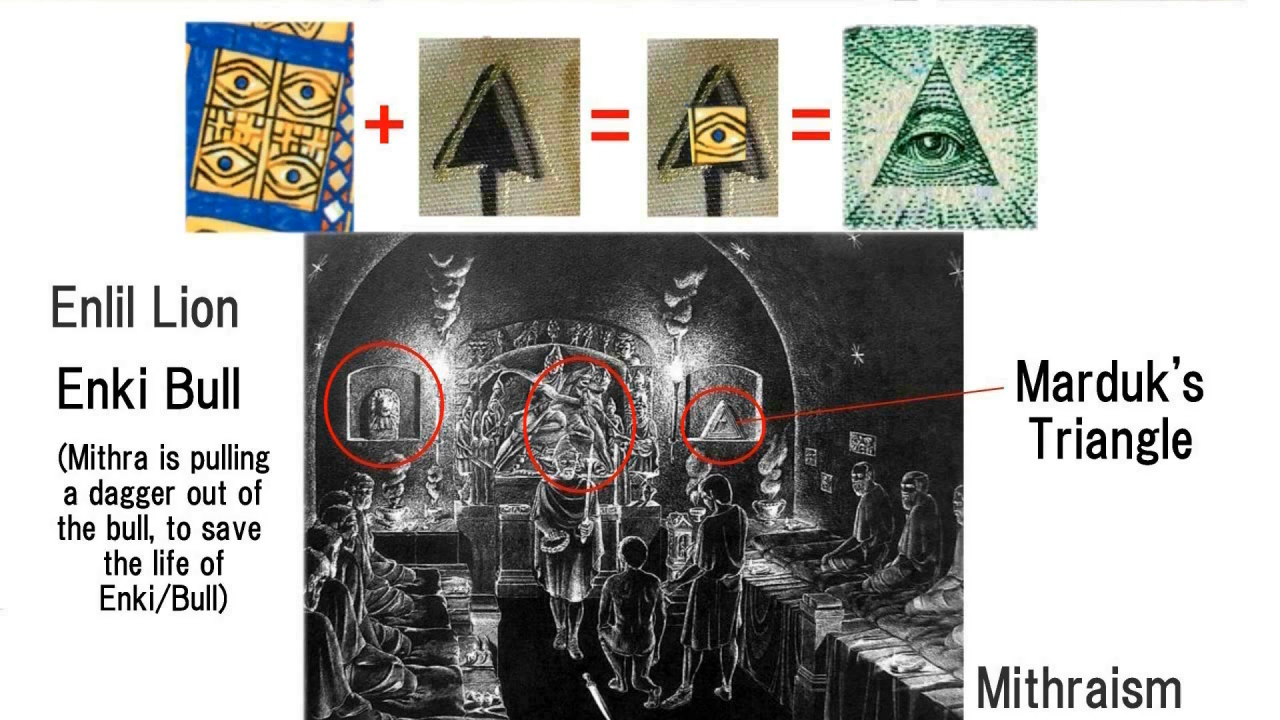 + = =
Enlil Lion
Enki Bull
(Mithra is pulling
a dagger out of
the bull, to save
the life of
Enki/Bull)
Marduk's
Triangle
Mithraism